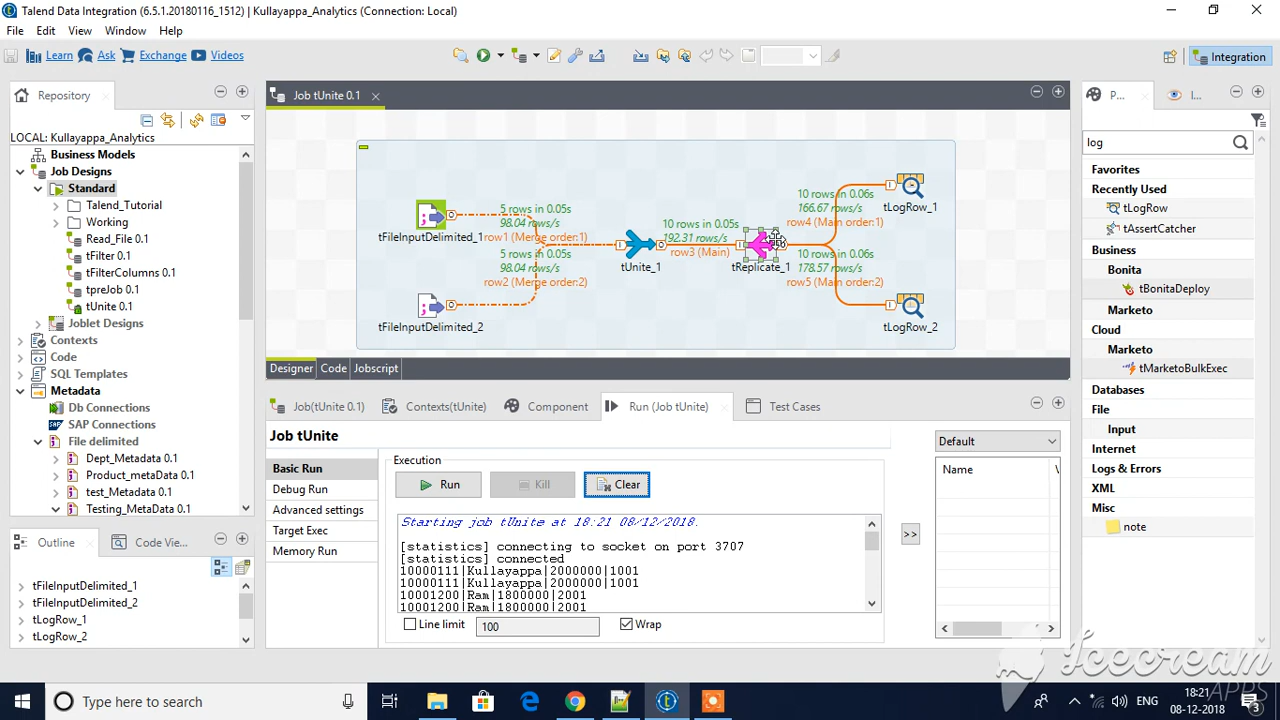 Talend Data Integration (6.5.1.20180116_1512) | Kullayappa_Analytics (Connection: Local)
File Edit View Window Help
Learn Ask Exchange Videos
Integration
Repository
Job tUnite 0.1
P...
I...
LOCAL: Kullayappa_Analytics
log
Business Models
Job Designs
Standard
Talend_Tutorial
Working
Read_File 0.1
tFilter 0.1
tFilterColumns 0.1
tpreJob 0.1
tUnite 0.1
Joblet Designs
Contexts
Code
SQL Templates
Metadata
Db Connections
SAP Connections
File delimited
Dept_Metadata 0.1
Product_metaData 0.1
test_Metadata 0.1
Testing_MetaData 0.1
tFileInputDelimited_1
5 rows in 0.05s
98.04 rows/s
row1 (Merge order:1)
5 rows in 0.05s
98.04 rows/s
row2 (Merge order:2)
tFileInputDelimited_2
tUnite_1
10 rows in 0.05s
192.31 rows/s
row3 (Main)
tReplicate_1
10 rows in 0.06s
166.67 rows/s
row4 (Main order:1)
10 rows in 0.06s
178.57 rows/s
row5 (Main order:2)
tLogRow_1
tLogRow_2
Designer Code Jobscript
Favorites
Recently Used
tLogRow
tAssertCatcher
Business
Bonita
tBonitaDeploy
Marketo
Cloud
Marketo
tMarketoBulkExec
Databases
File
Input
Internet
Logs & Errors
XML
Misc
note
Job(tUnite 0.1) Contexts(tUnite) Component Run (Job tUnite) Test Cases
Job tUnite
Basic Run
Debug Run
Advanced settings
Target Exec
Memory Run
Execution
Run Kill Clear
Starting job tUnite at 18:21 08/12/2018.
[statistics] connecting to socket on port 3707
[statistics] connected
10000111|Kullayappa|2000000|1001
10000111|Kullayappa|2000000|1001
10001200|Ram|1800000|2001
10001200|Ram|1800000|2001
Line limit 100 Wrap
>>
Default
Name V
Outline
Code Vie...
tFileInputDelimited_1
tFileInputDelimited_2
tLogRow_1
tLogRow_2
Icecream
APPS
Type here to search
ENG
18:21
08-12-2018
3